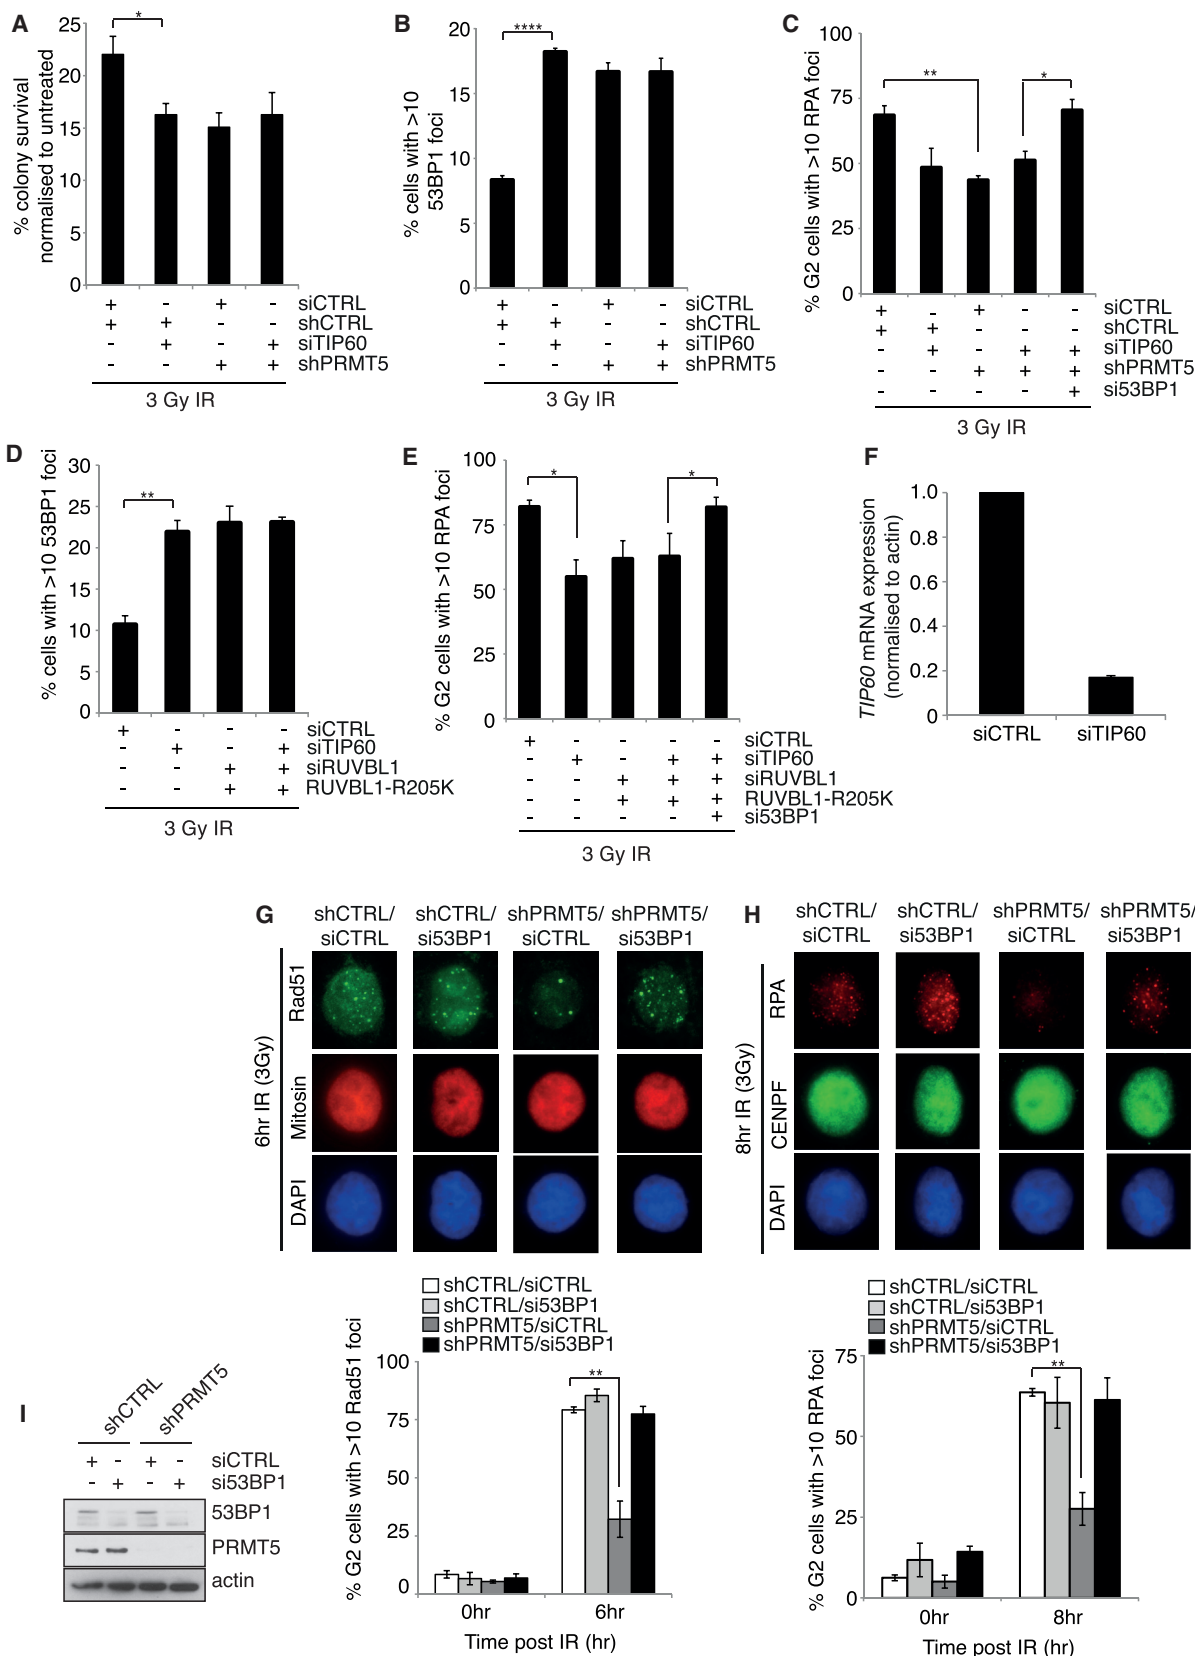 A
% colony survival
normalised to untreated
25
20
15
10
5
0
*
+ - + - siCTRL
+ + - - shCTRL
- + - + siTIP60
- - + + shPRMT5
3 Gy IR
B
% cells with >10
53BP1 foci
20
15
10
5
0
****
+ - + - siCTRL
+ + - - shCTRL
- + - + siTIP60
- - + + shPRMT5
3 Gy IR
C
% G2 cells with >10 RPA foci
100
75
50
25
0
**
*
+ - + - - siCTRL
+ + - - - shCTRL
- + - + + siTIP60
- - + + + shPRMT5
- - - - + si53BP1
3 Gy IR
D
% cells with >10 53BP1 foci
30
25
20
15
10
5
0
**
+ - - - siCTRL
- + - + siTIP60
- - + + siRUVBL1
- - + + RUVBL1-R205K
3 Gy IR
E
% G2 cells with >10 RPA foci
100
75
50
25
0
*
*
+ - - - - siCTRL
- + - + + siTIP60
- - + + + siRUVBL1
- - + + + RUVBL1-R205K
- - - - + si53BP1
3 Gy IR
F
TIP60 mRNA expression
(normalised to actin)
1.0
0.8
0.6
0.4
0.2
0
siCTRL siTIP60
G
shCTRL/ shCTRL/ shPRMT5/ shPRMT5/
siCTRL si53BP1 siCTRL si53BP1
6hr IR (3Gy)
Rad51
Mitosin
DAPI
shCTRL/siCTRL
shCTRL/si53BP1
shPRMT5/siCTRL
shPRMT5/si53BP1
% G2 cells with >10 Rad51 foci
100
75
50
25
0
**
0hr 6hr
Time post IR (hr)
H
shCTRL/ shCTRL/ shPRMT5/ shPRMT5/
siCTRL si53BP1 siCTRL si53BP1
8hr IR (3Gy)
RPA
CENPF
DAPI
shCTRL/siCTRL
shCTRL/si53BP1
shPRMT5/siCTRL
shPRMT5/si53BP1
% G2 cells with >10 RPA foci
75
50
25
0
**
0hr 8hr
Time post IR (hr)
I
shCTRL shPRMT5
+ - + - siCTRL
- + - + si53BP1
53BP1
PRMT5
actin